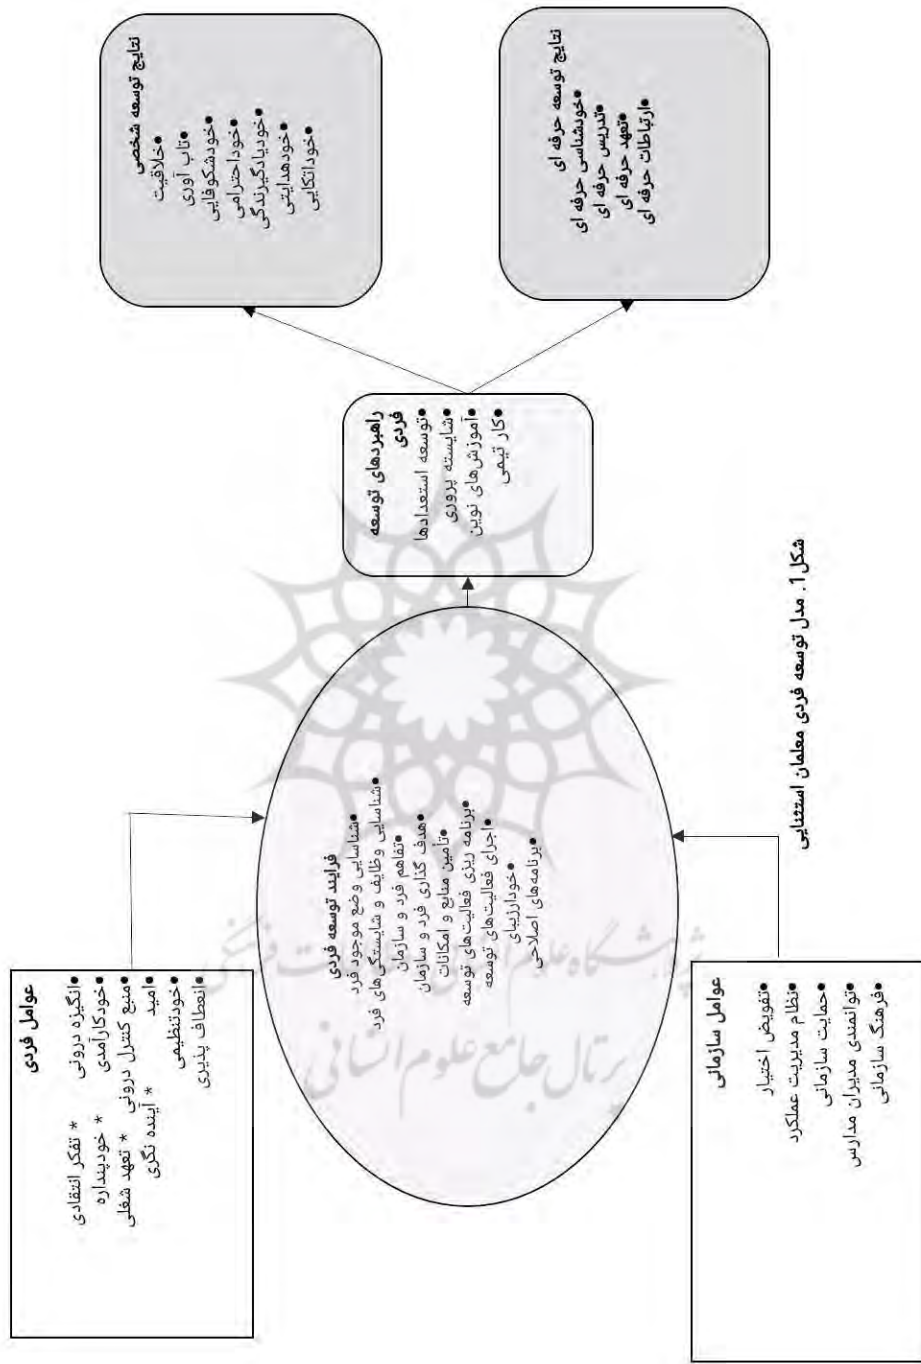 عوامل فردی
•انگیزه درونی * تفکر انتقادی
•خودکارآمدی * خودپنداره
•منبع کنترل درونی * تعهد شغلی
•امید * آینده نگری
•خودتنظیمی
•انعطاف پذیری
عوامل سازمانی
•تفویض اختیار
•نظام مدیریت عملکرد
•حمایت سازمانی
•توانمندی مدیران مدارس
•فرهنگ سازمانی
فرایند توسعه فردی
•شناسایی وضع موجود فرد
•شناسایی وظایف و شایستگی‌های فرد
•تفاهم فرد و سازمان
•هدف گذاری فرد و سازمان
•تأمین منابع و امکانات
•برنامه ریزی فعالیت‌های توسعه
•اجرای فعالیت‌های توسعه
•خودارزیبای
•برنامه‌های اصلاحی
راهبردهای توسعه
فردی
•توسعه استعدادها
•شایسته پروری
•آموزش‌های نوین
•کار تیمی
نتایج توسعه شخصی
•خلاقیت
•تاب آوری
•خودشکوفایی
•خوداحترامی
•خودیادگیرندگی
•خودهدایتی
•خوداتکایی
نتایج توسعه حرفه ای
•خودشناسی حرفه ای
•تدریس حرفه ای
•تعهد حرفه ای
•ارتباطات حرفه ای
شکل1. مدل توسعه فردی معلمان استثنایی
پژوهشگاه علوم انسانی و مطالعات فرهنگی
پرتال جامع علوم انسانی